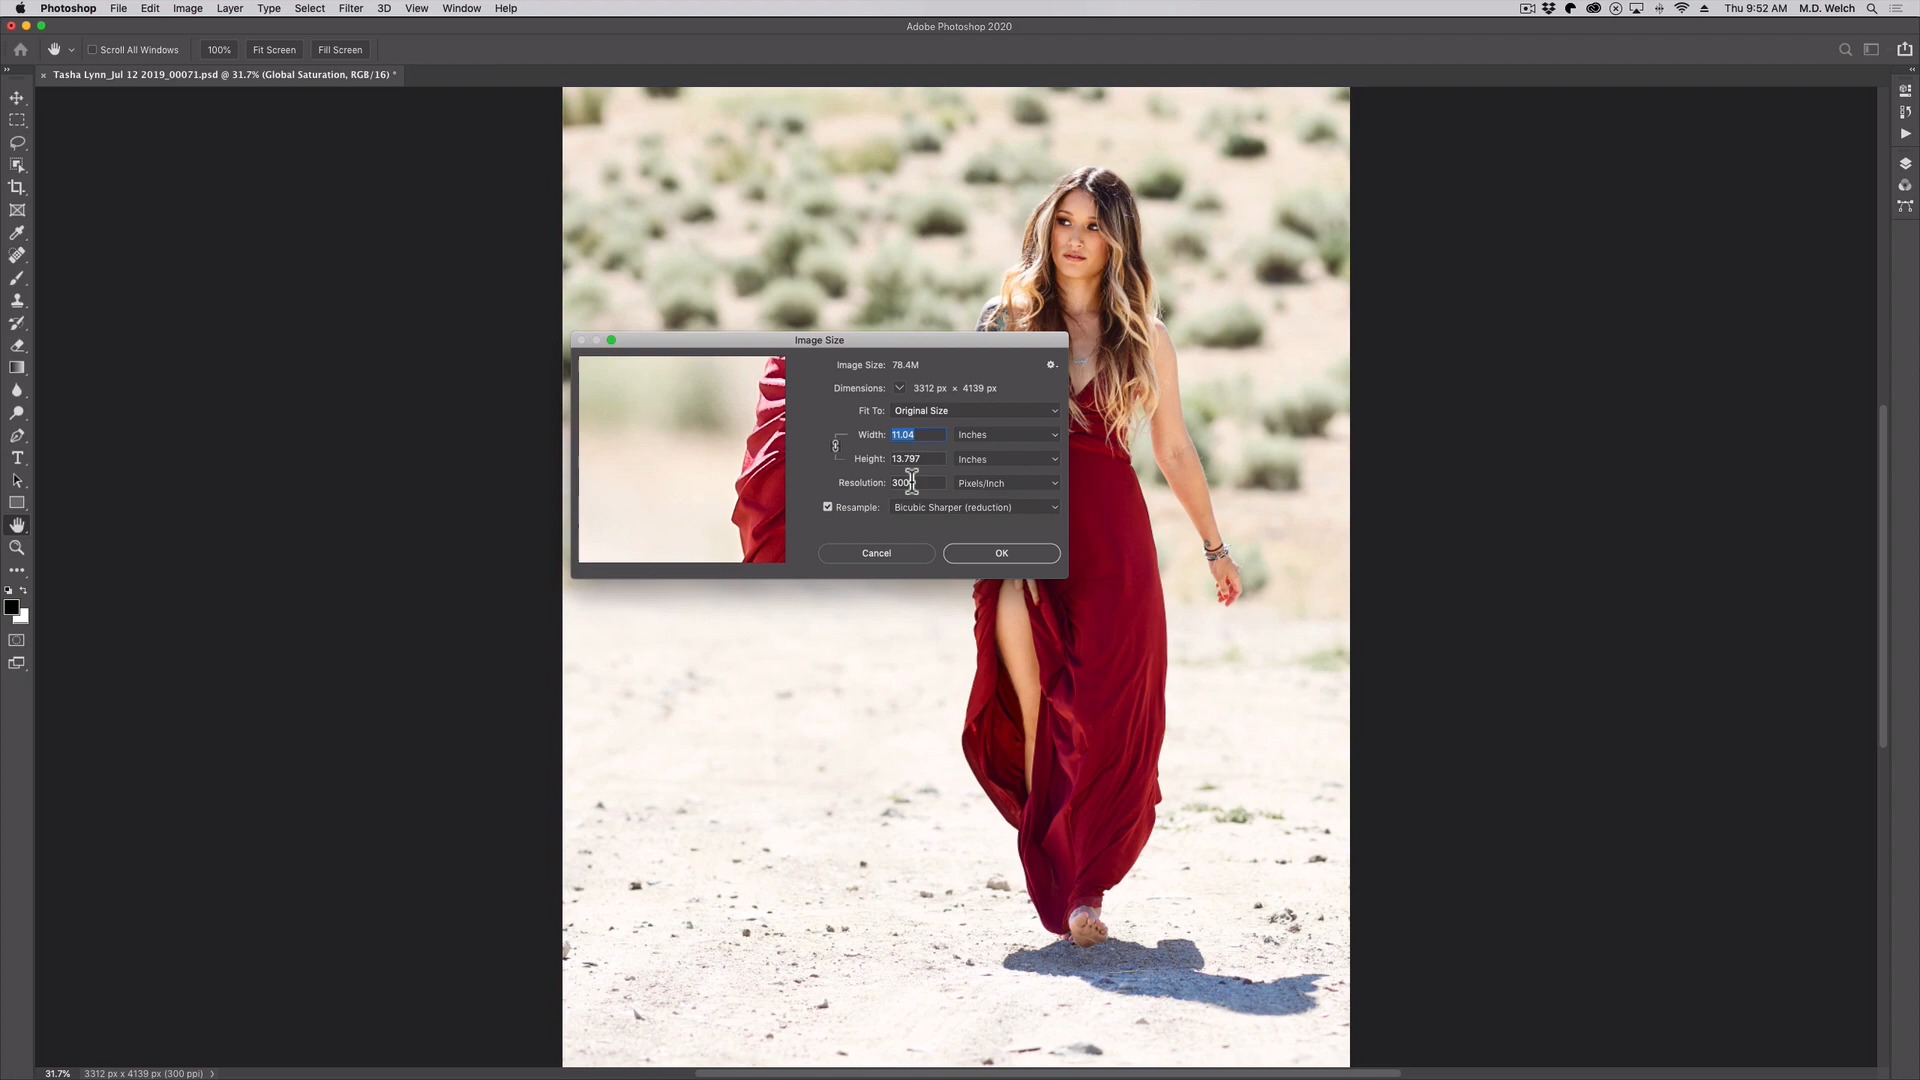 Photoshop File Edit Image Layer Type Select Filter 3D View Window Help Thu 9:52 AM M.D. Welch
Adobe Photoshop 2020
Scroll All Windows 100% Fit Screen Fill Screen
× Tasha Lynn_Jul 12 2019_00071.psd @ 31.7% (Global Saturation, RGB/16) *
Image Size
Image Size: 78.4M
Dimensions: 3312 px × 4139 px
Fit To: Original Size
Width: 11.04 Inches
Height: 13.797 Inches
Resolution: 300 Pixels/Inch
Resample: Bicubic Sharper (reduction)
Cancel OK
31.7% 3312 px x 4139 px (300 ppi)